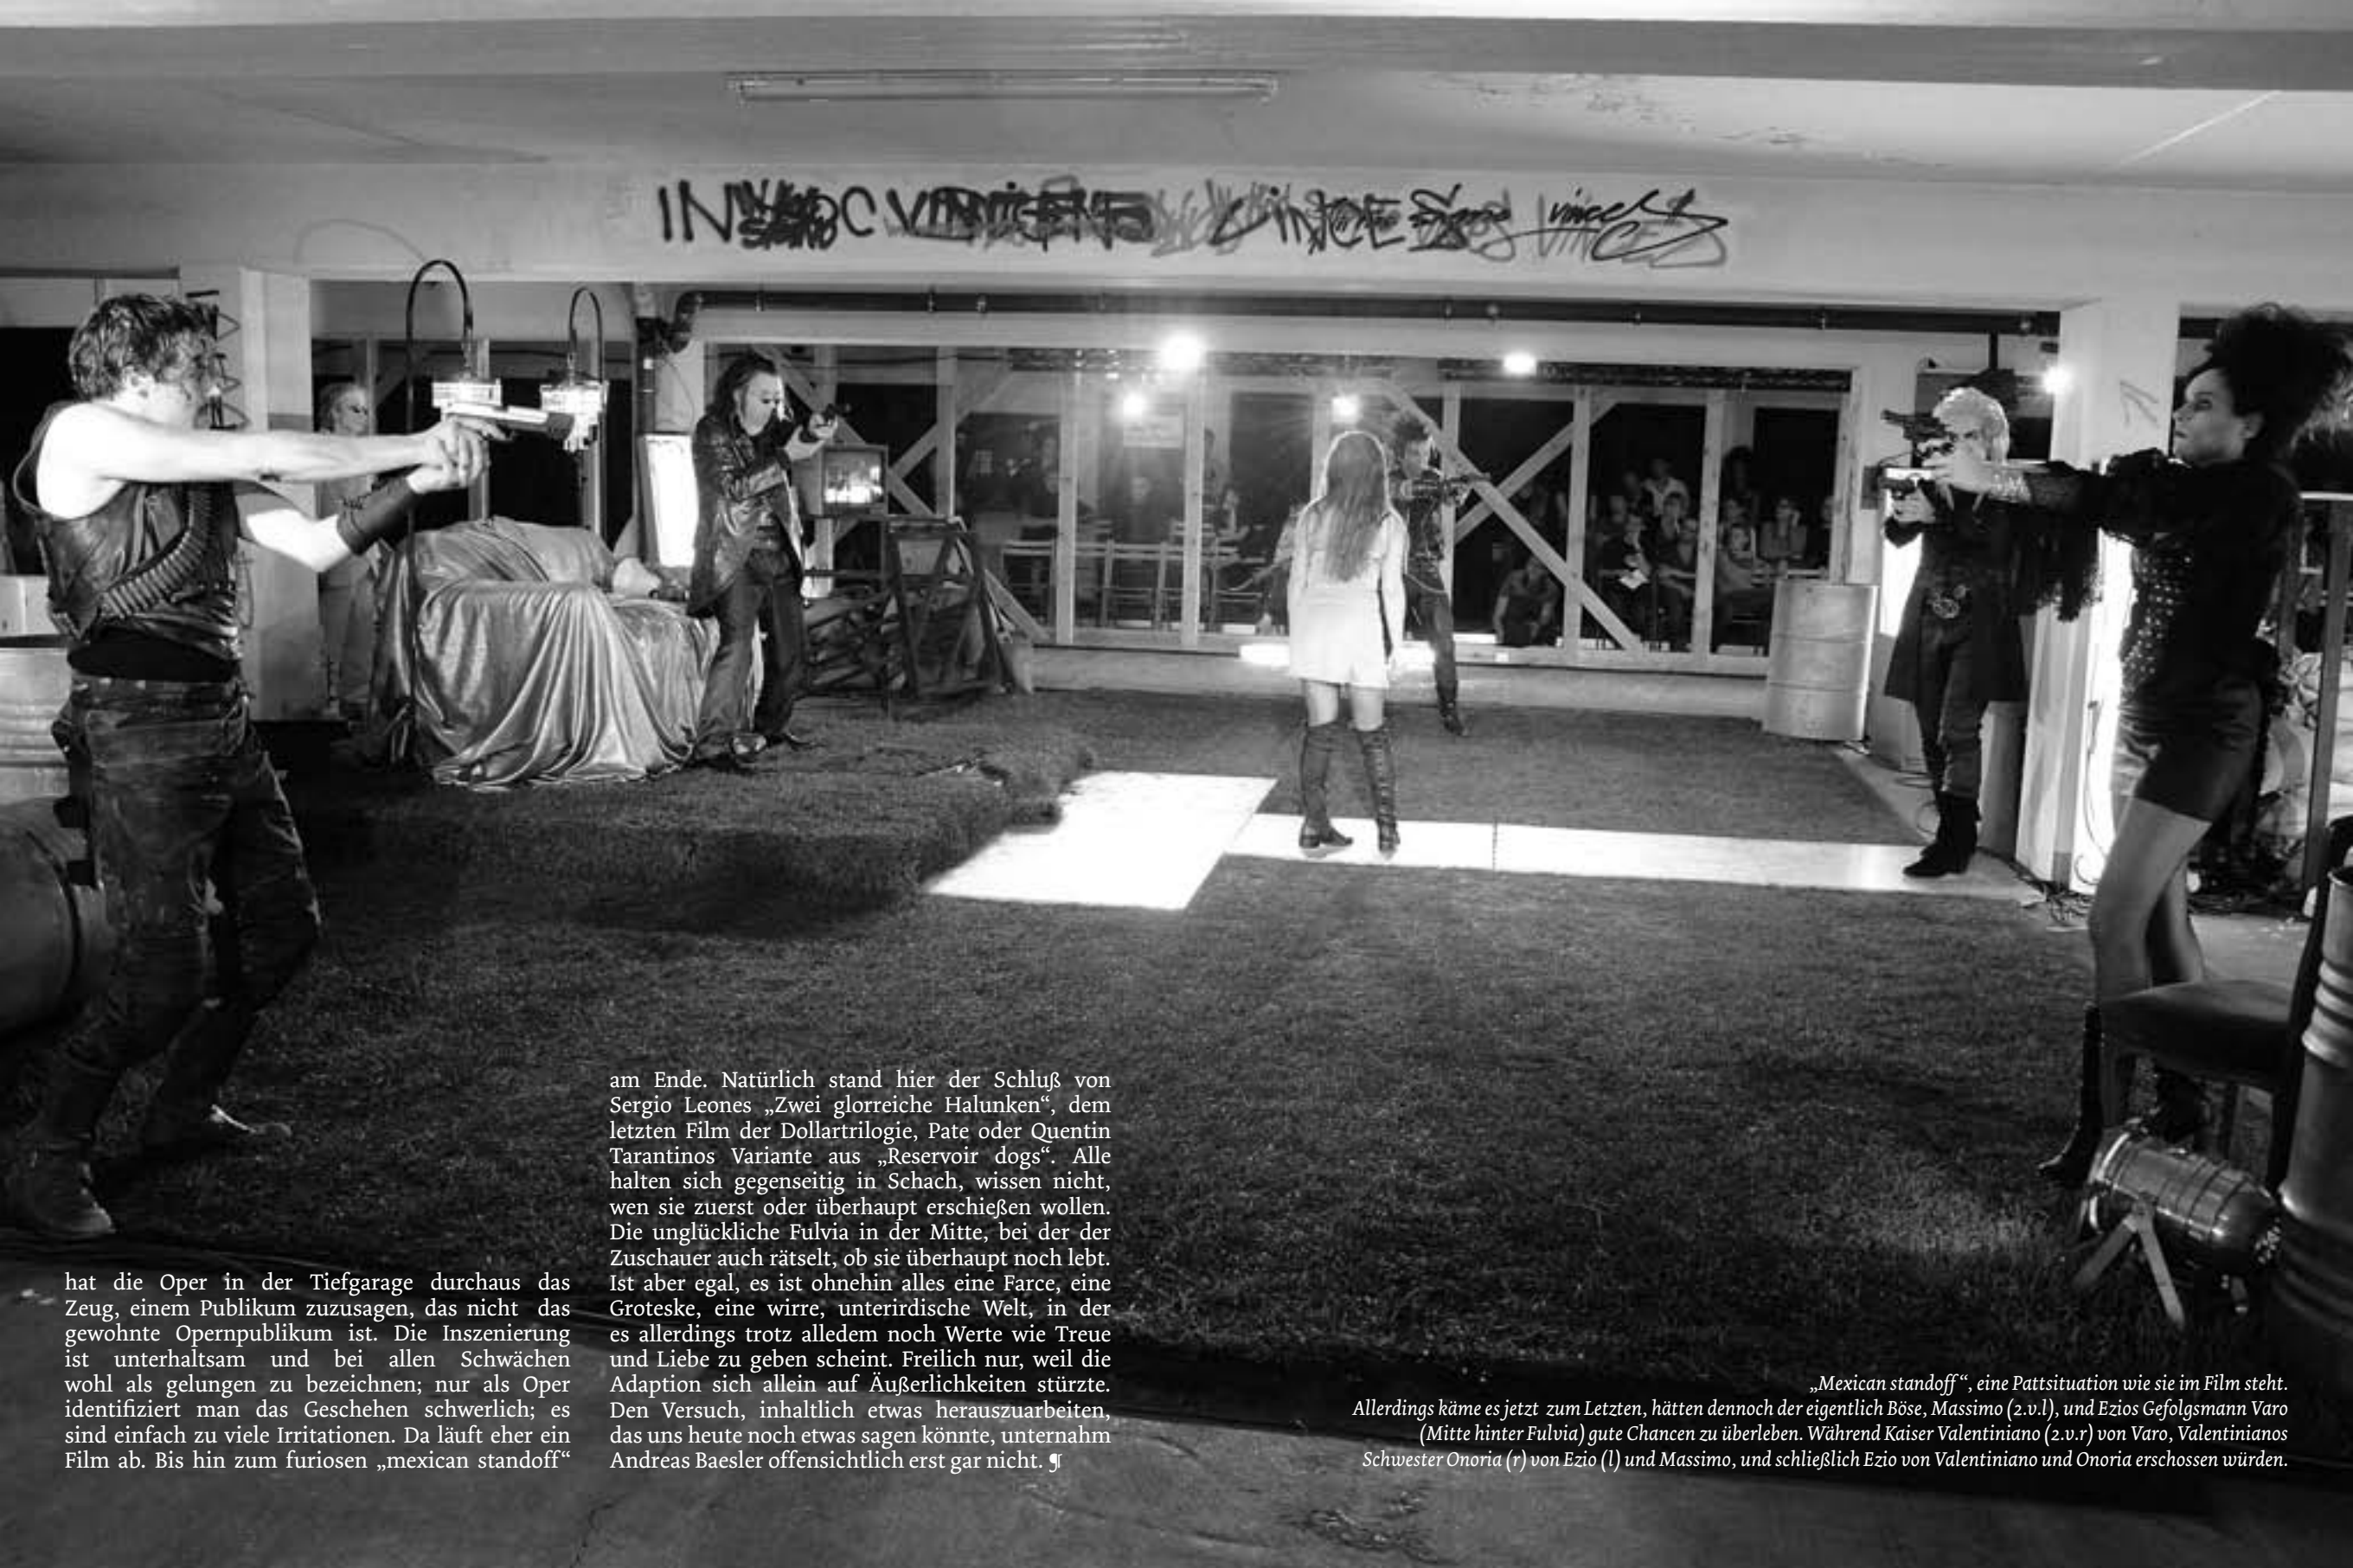 IN
hat die Oper in der Tiefgarage durchaus das
Zeug, einem Publikum zuzusagen, das nicht das
gewohnte Opernpublikum ist. Die Inszenierung
ist unterhaltsam und bei allen Schwächen
wohl als gelungen zu bezeichnen; nur als Oper
identifiziert man das Geschehen schwerlich; es
sind einfach zu viele Irritationen. Da läuft eher ein
Film ab. Bis hin zum furiosen „mexican standoff“
am Ende. Natürlich stand hier der Schluß von
Sergio Leones „Zwei glorreiche Halunken“, dem
letzten Film der Dollartrilogie, Pate oder Quentin
Tarantinos Variante aus „Reservoir dogs“. Alle
halten sich gegenseitig in Schach, wissen nicht,
wen sie zuerst oder überhaupt erschießen wollen.
Die unglückliche Fulvia in der Mitte, bei der der
Zuschauer auch rätselt, ob sie überhaupt noch lebt.
Ist aber egal, es ist ohnehin alles eine Farce, eine
Groteske, eine wirre, unterirdische Welt, in der
es allerdings trotz alledem noch Werte wie Treue
und Liebe zu geben scheint. Freilich nur, weil die
Adaption sich allein auf Äußerlichkeiten stürzte.
Den Versuch, inhaltlich etwas herauszuarbeiten,
das uns heute noch etwas sagen könnte, unternahm
Andreas Baesler offensichtlich erst gar nicht. ¶
„Mexican standoff“, eine Pattsituation wie sie im Film steht.
Allerdings käme es jetzt zum Letzten, hätten dennoch der eigentlich Böse, Massimo (2.v.l), und Ezios Gefolgsmann Varo
(Mitte hinter Fulvia) gute Chancen zu überleben. Während Kaiser Valentiniano (2.v.r) von Varo, Valentinianos
Schwester Onoria (r) von Ezio (l) und Massimo, und schließlich Ezio von Valentiniano und Onoria erschossen würden.